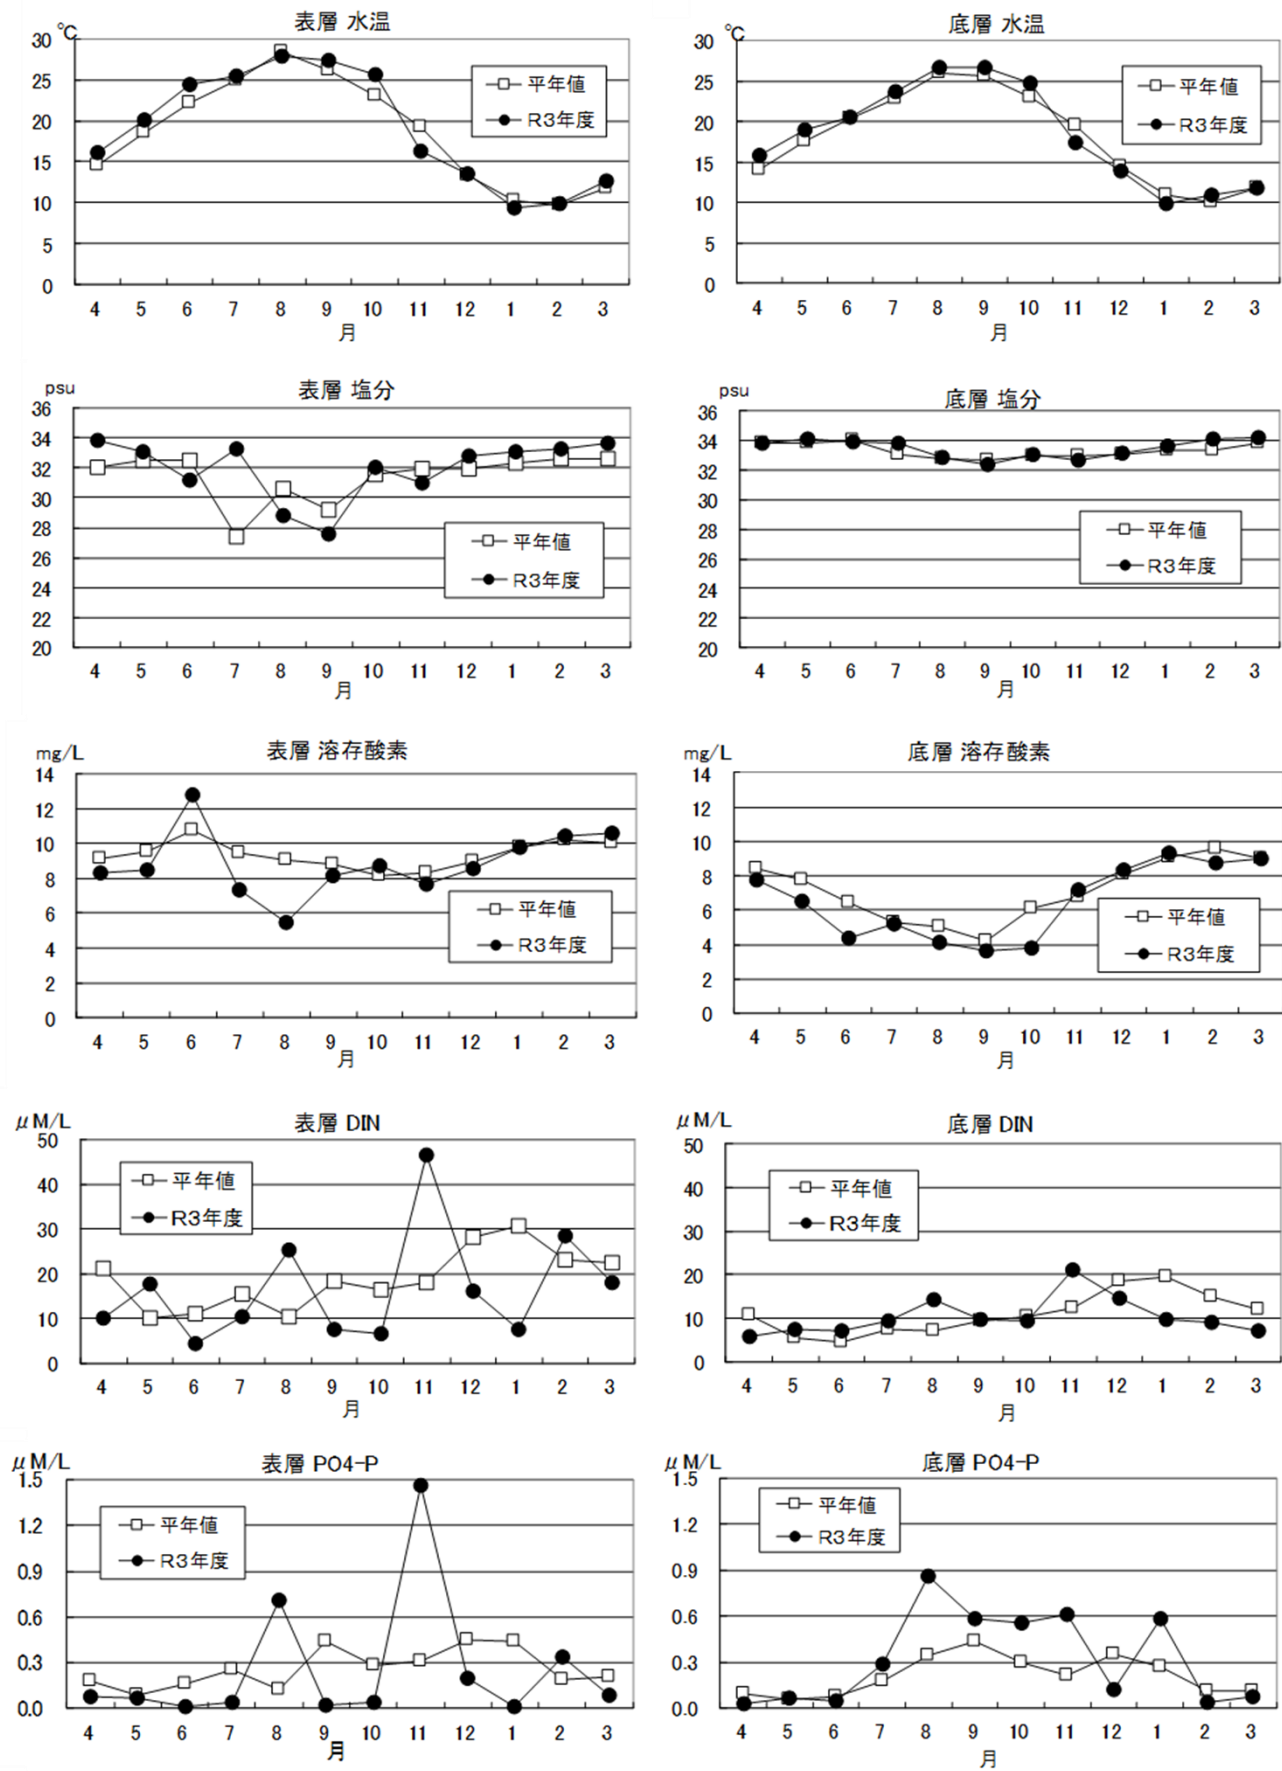 表層 水温
℃
30
25
20
15
10
5
0
平年値
R3年度
4 5 6 7 8 9 10 11 12 1 2 3
月
底層 水温
℃
30
25
20
15
10
5
0
平年値
R3年度
4 5 6 7 8 9 10 11 12 1 2 3
月
表層 塩分
psu
36
34
32
30
28
26
24
22
20
平年値
R3年度
4 5 6 7 8 9 10 11 12 1 2 3
月
底層 塩分
psu
36
34
32
30
28
26
24
22
20
平年値
R3年度
4 5 6 7 8 9 10 11 12 1 2 3
月
表層 溶存酸素
mg/L
14
12
10
8
6
4
2
0
平年値
R3年度
4 5 6 7 8 9 10 11 12 1 2 3
月
底層 溶存酸素
mg/L
14
12
10
8
6
4
2
0
平年値
R3年度
4 5 6 7 8 9 10 11 12 1 2 3
月
表層 DIN
μM/L
50
40
30
20
10
0
平年値
R3年度
4 5 6 7 8 9 10 11 12 1 2 3
月
底層 DIN
μM/L
50
40
30
20
10
0
平年値
R3年度
4 5 6 7 8 9 10 11 12 1 2 3
月
表層 PO4-P
μM/L
1.5
1.2
0.9
0.6
0.3
0.0
平年値
R3年度
4 5 6 7 8 9 10 11 12 1 2 3
月
底層 PO4-P
μM/L
1.5
1.2
0.9
0.6
0.3
0.0
平年値
R3年度
4 5 6 7 8 9 10 11 12 1 2 3
月